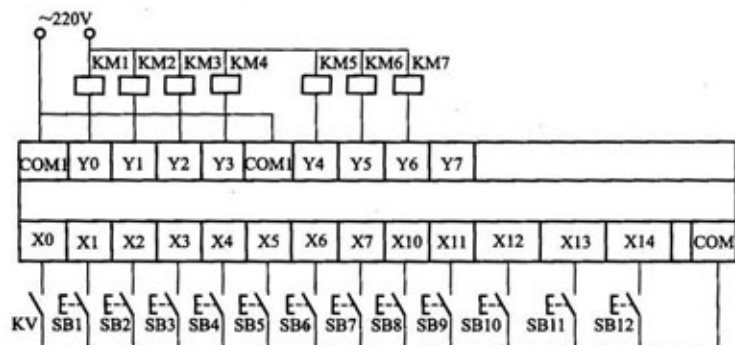 ~220V
KM1 KM2 KM3 KM4 KM5 KM6 KM7
COM1 Y0 Y1 Y2 Y3 COM1 Y4 Y5 Y6 Y7
X0 X1 X2 X3 X4 X5 X6 X7 X10 X11 X12 X13 X14 COM
KV SB1 SB2 SB3 SB4 SB5 SB6 SB7 SB8 SB9 SB10 SB11 SB12